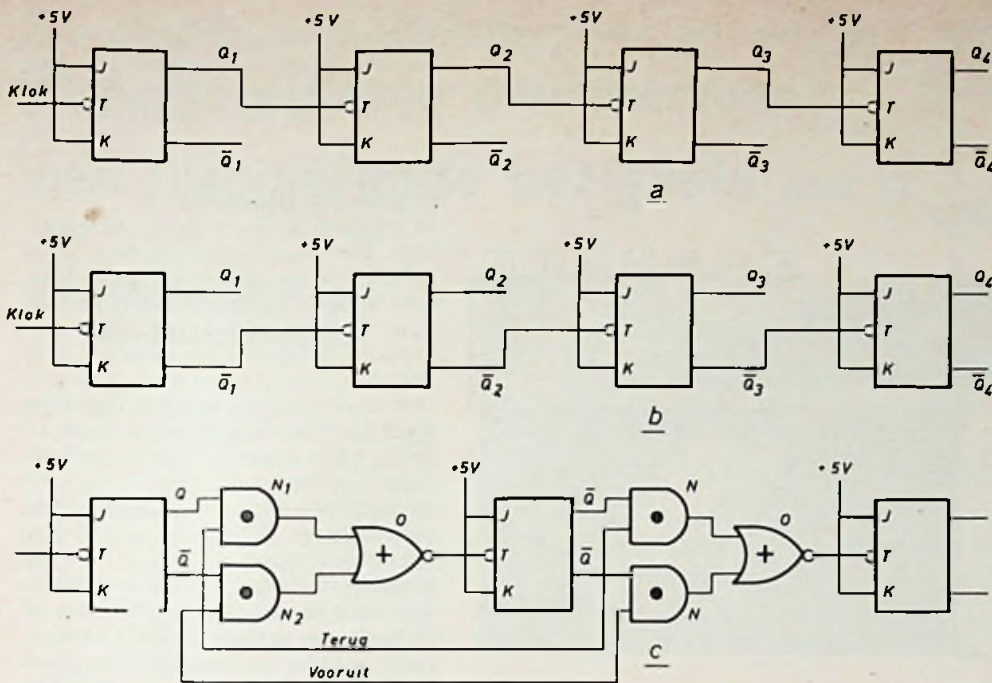 +5V +5V +5V +5V
J Q₁ J Q₂ J Q₃ J Q₄
Klok T T T T
K Q̄₁ K Q̄₂ K Q̄₃ K Q̄₄
a
+5V +5V +5V +5V
J Q₁ J Q₂ J Q₃ J Q₄
Klok T T T T
K Q̄₁ K Q̄₂ K Q̄₃ K Q̄₄
b
+5V +5V +5V
J Q N₁ O J Q̄ N O J
T + T + T
K Q̄ N₂ K Q̄ N K
Terug c
Vooruit